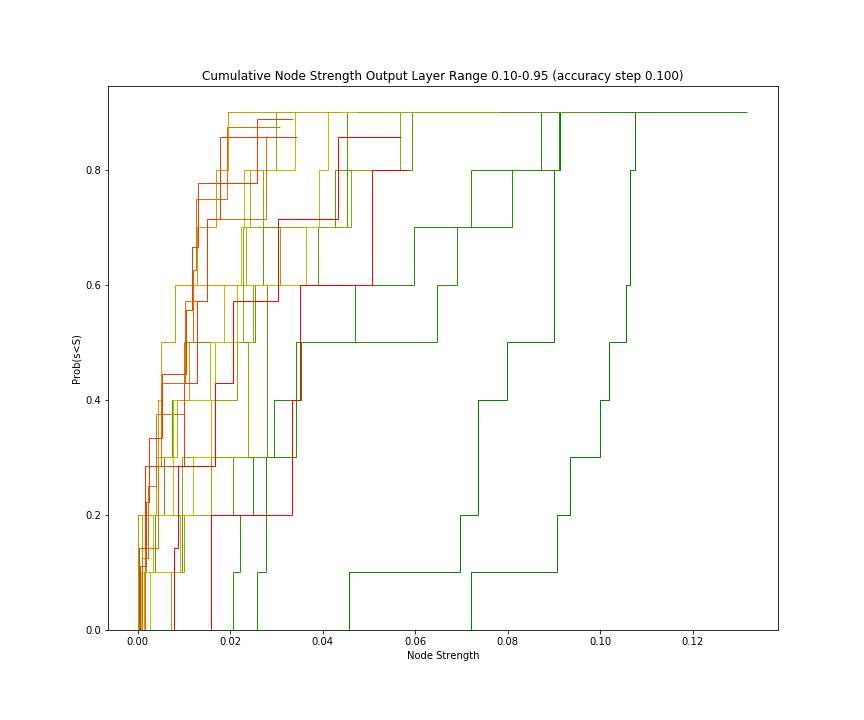 Cumulative Node Strength Output Layer Range 0.10-0.95 (accuracy step 0.100)
Prob(s<S)
0.8
0.6
0.4
0.2
0.0
0.00 0.02 0.04 0.06 0.08 0.10 0.12
Node Strength